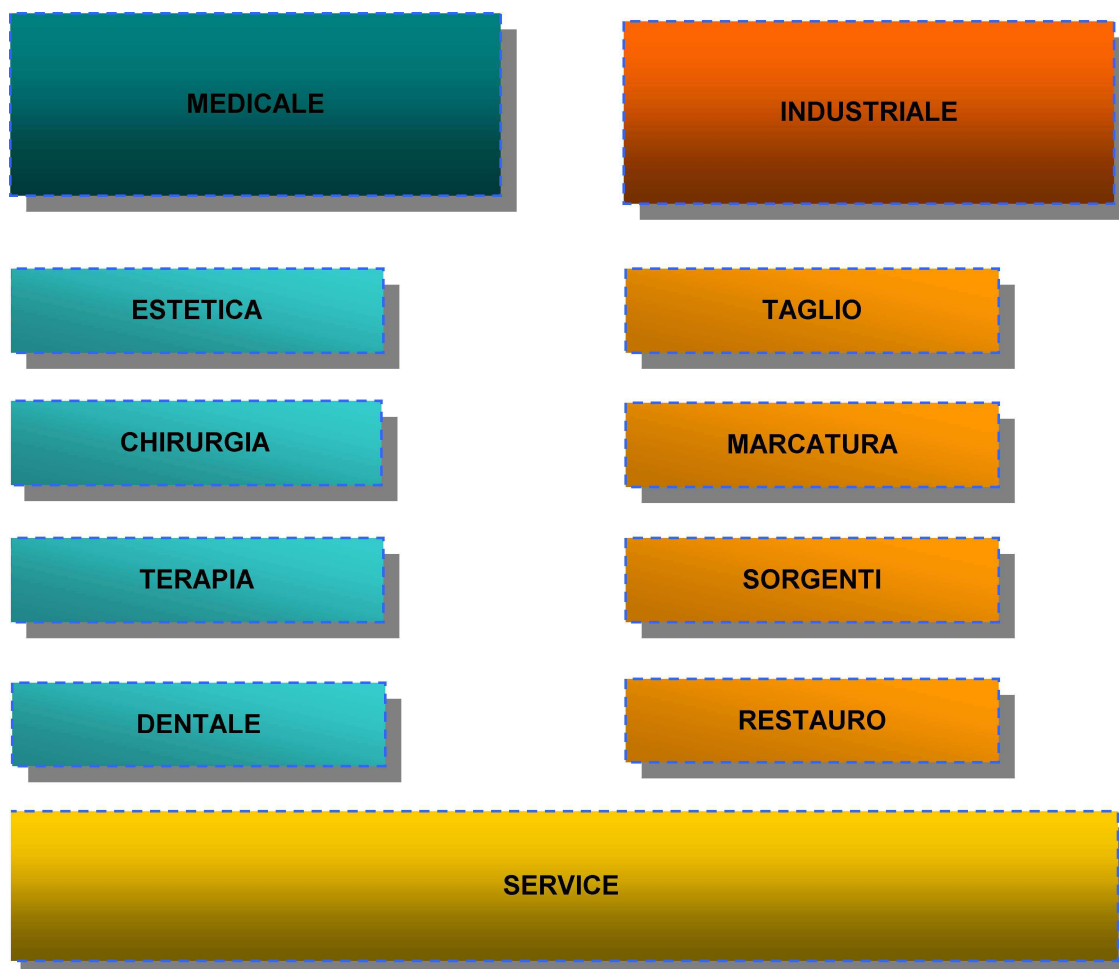 MEDICALE
INDUSTRIALE
ESTETICA
TAGLIO
CHIRURGIA
MARCATURA
TERAPIA
SORGENTI
DENTALE
RESTAURO
SERVICE